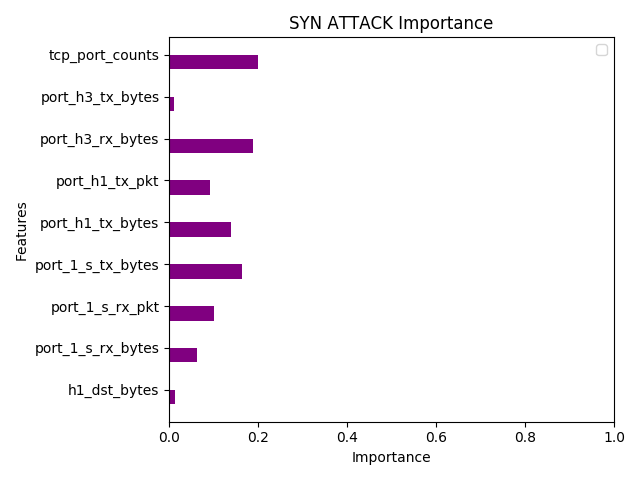 SYN ATTACK Importance
tcp_port_counts
port_h3_tx_bytes
port_h3_rx_bytes
port_h1_tx_pkt
port_h1_tx_bytes
port_1_s_tx_bytes
port_1_s_rx_pkt
port_1_s_rx_bytes
h1_dst_bytes
Features
0.0 0.2 0.4 0.6 0.8 1.0
Importance